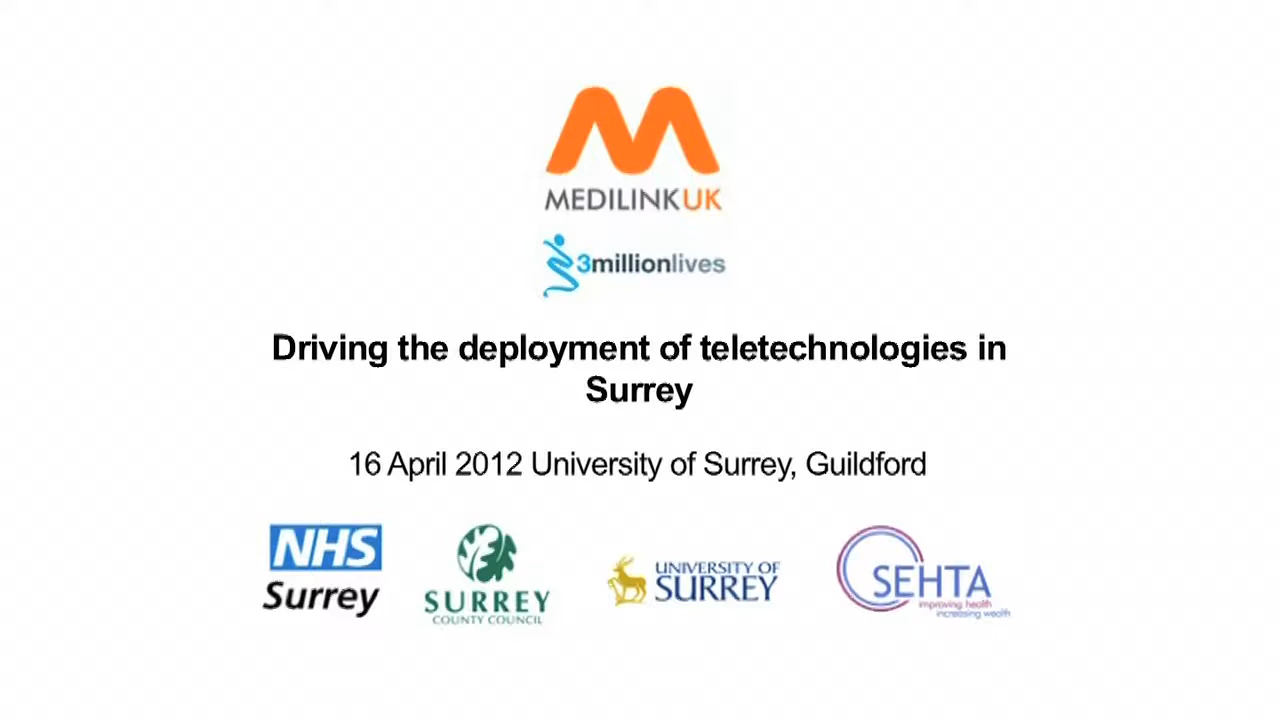 MEDILINKUK
3millionlives
Driving the deployment of teletechnologies in
Surrey
16 April 2012 University of Surrey, Guildford
NHS
Surrey
SURREY
COUNTY COUNCIL
UNIVERSITY OF
SURREY
SEHTA
improving health
increasing wealth